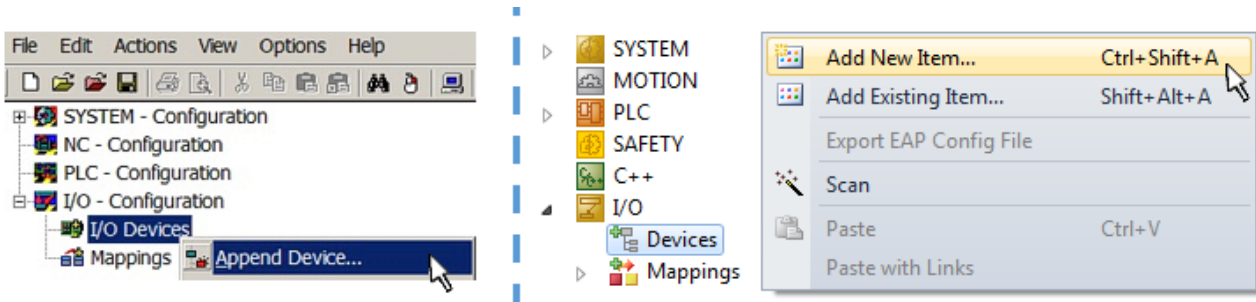 File Edit Actions View Options Help
SYSTEM - Configuration
NC - Configuration
PLC - Configuration
I/O - Configuration
I/O Devices
Mappings
Append Device...
SYSTEM
MOTION
PLC
SAFETY
C++
I/O
Devices
Mappings
Add New Item... Ctrl+Shift+A
Add Existing Item... Shift+Alt+A
Export EAP Config File
Scan
Paste Ctrl+V
Paste with Links